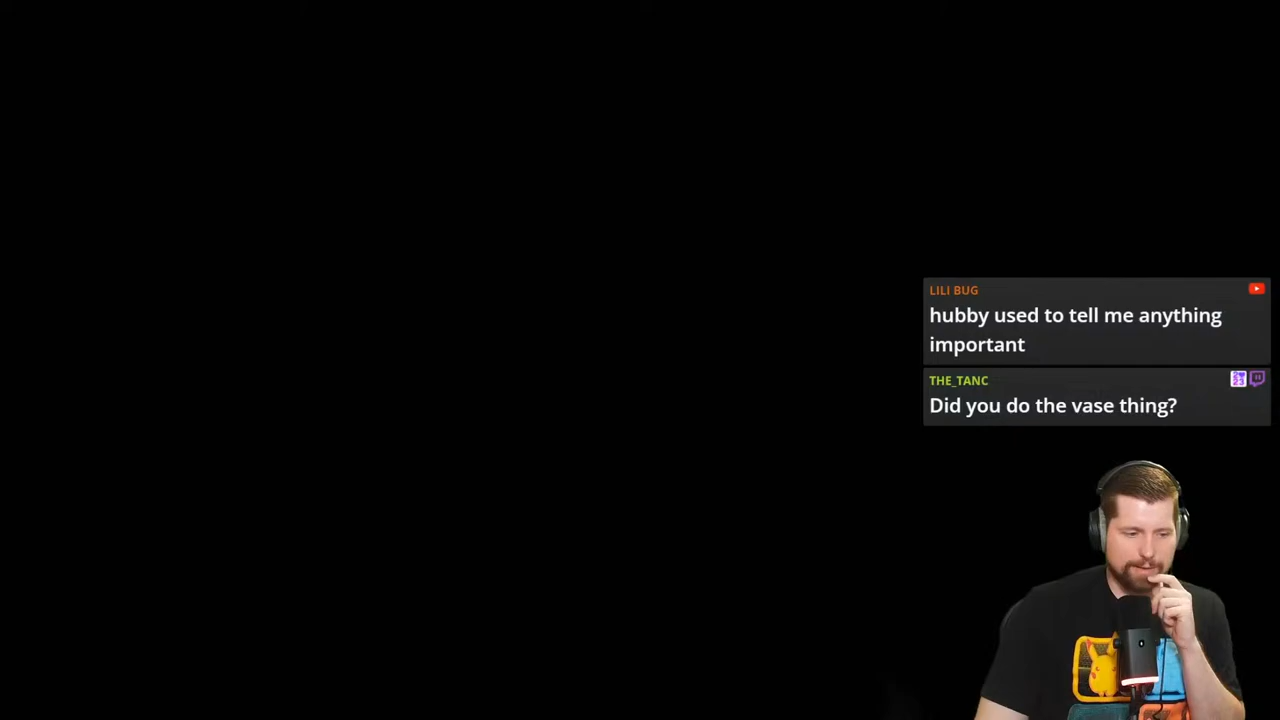 LILI BUG
hubby used to tell me anything
important
THE_TANC
Did you do the vase thing?